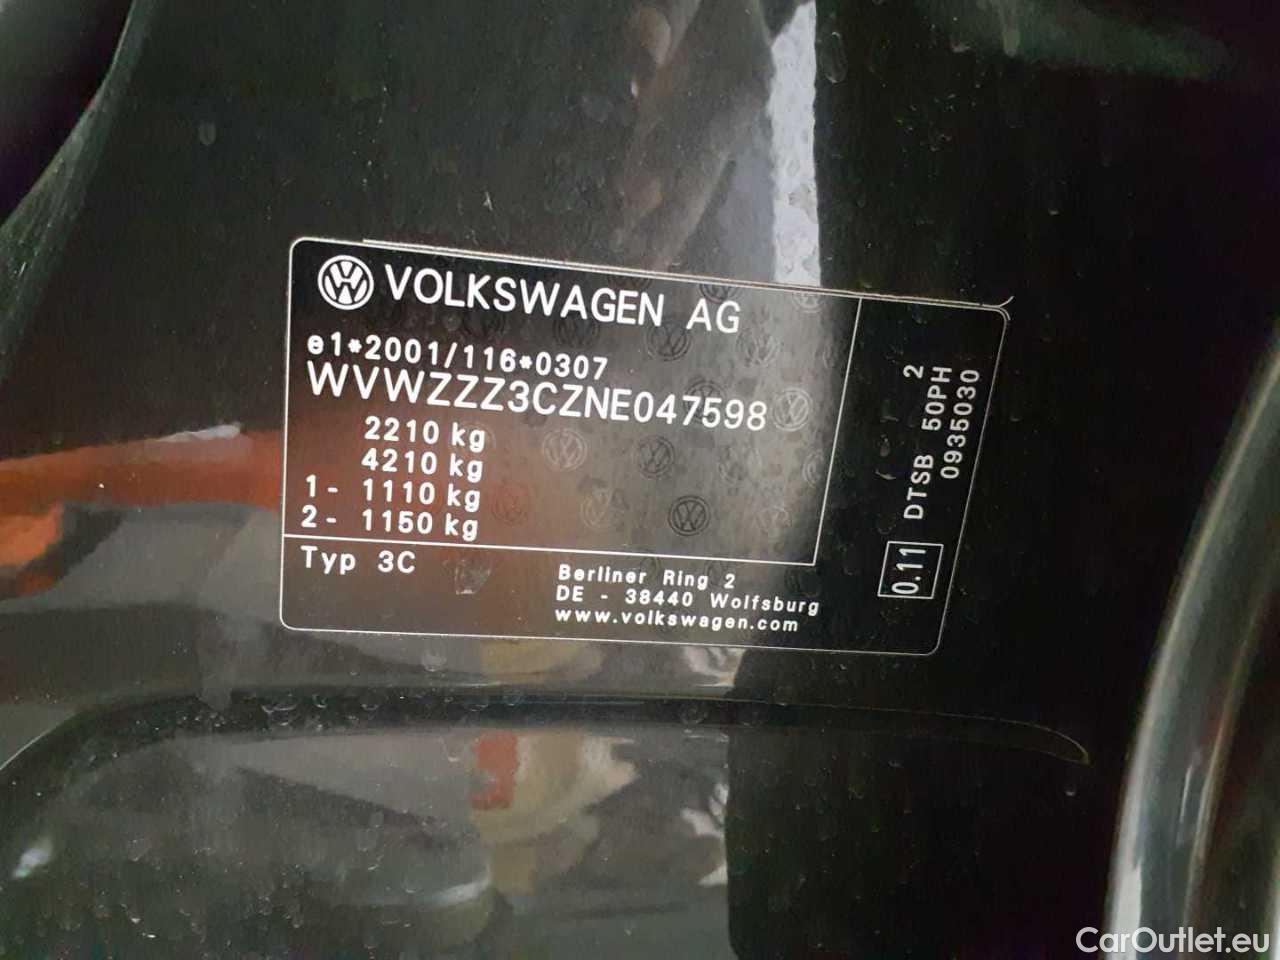 VOLKSWAGEN AG
e1*2001/116*0307
WVWZZZ3CZNE047598
2210 kg
4210 kg
1- 1110 kg
2- 1150 kg
Typ 3C
Berliner Ring 2
DE - 38440 Wolfsburg
www.volkswagen.com
2
DTSB 50PH
0935030
0.11
CarOutlet.eu